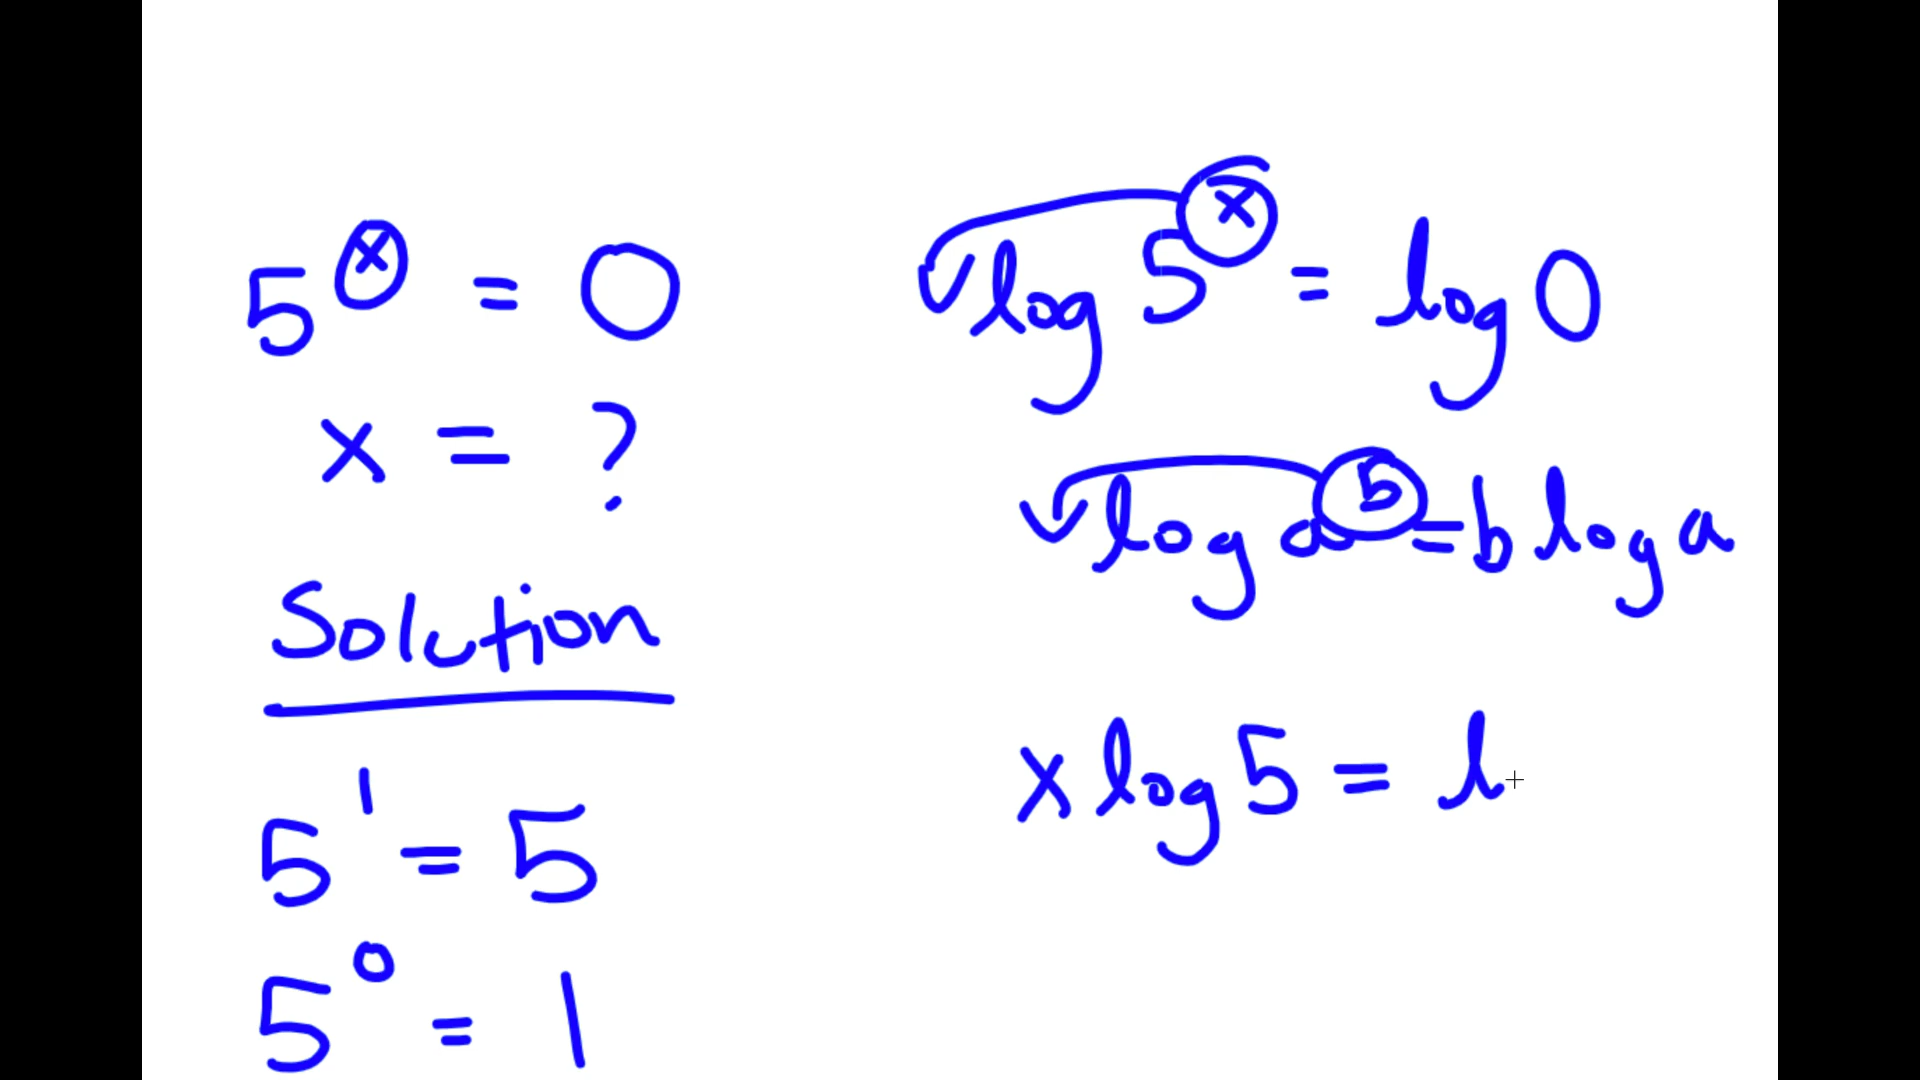 5^x = 0
x = ?
Solution
5^1 = 5
5^0 = 1
log 5^x = log 0
log a^b = b log a
x log 5 = l